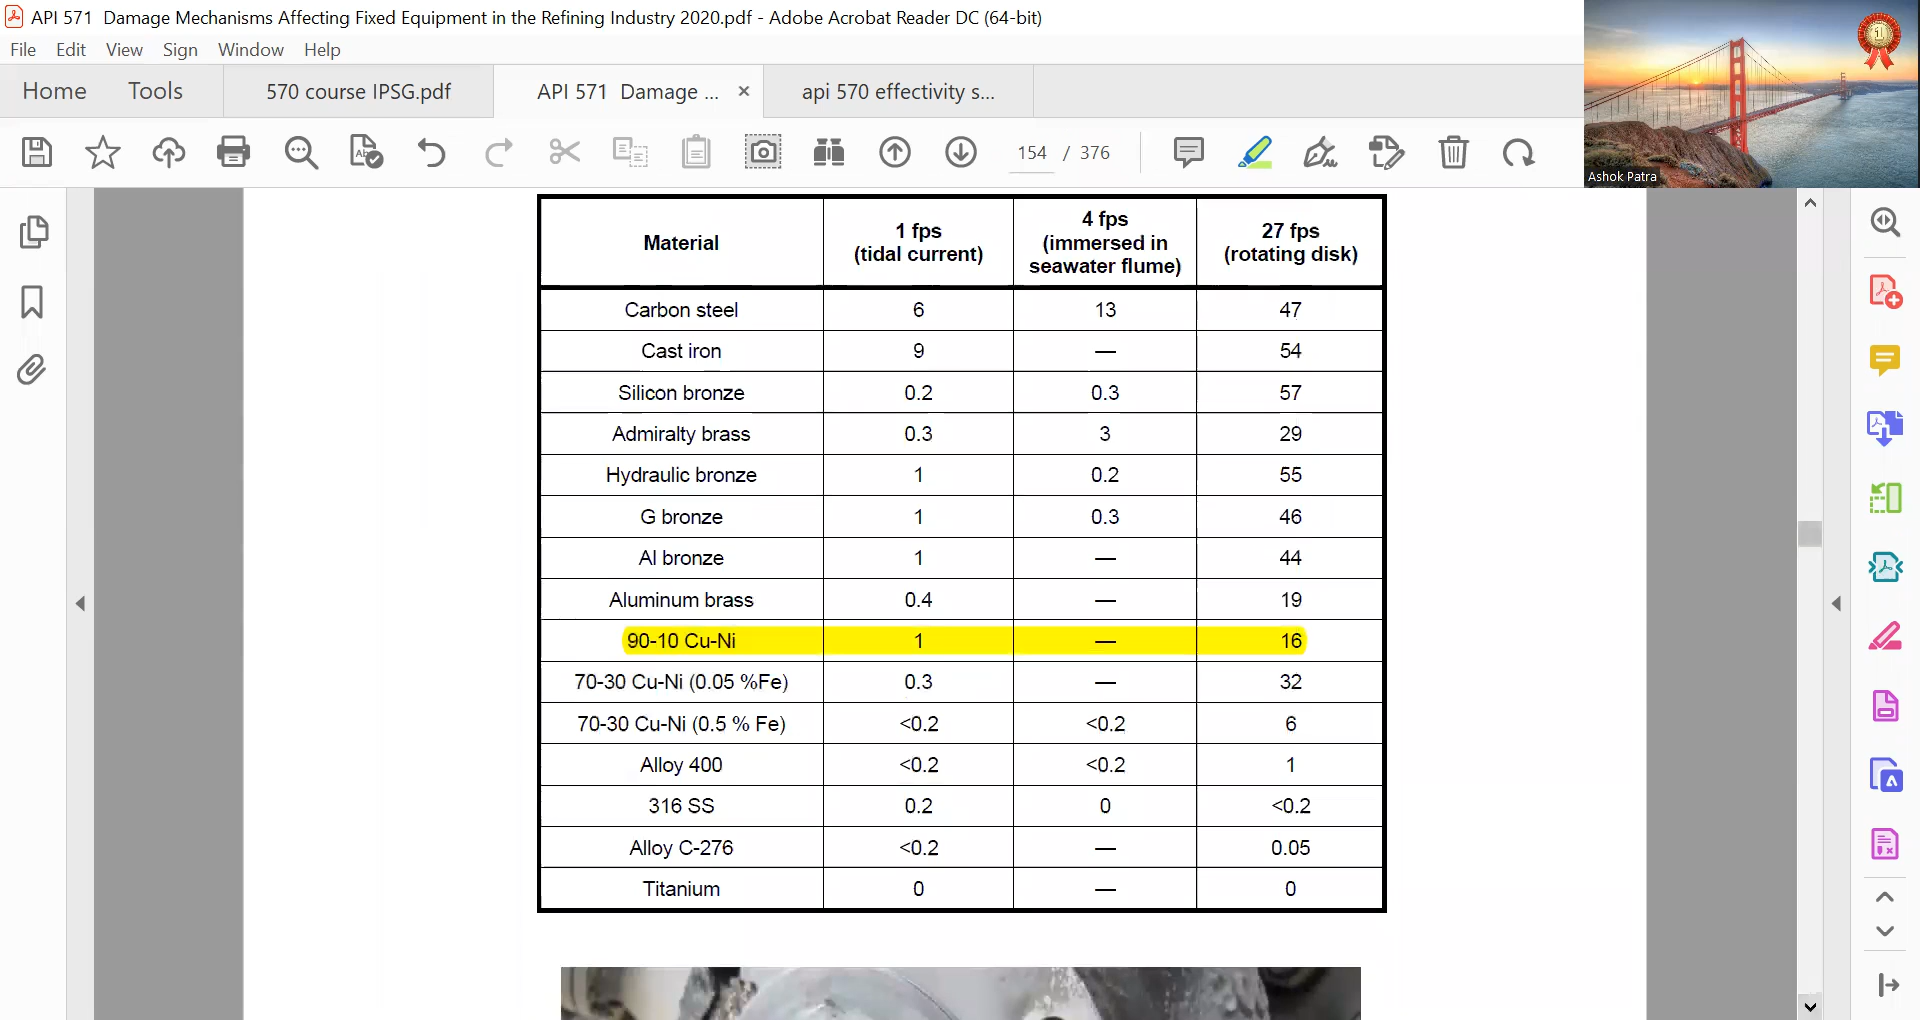 API 571 Damage Mechanisms Affecting Fixed Equipment in the Refining Industry 2020.pdf - Adobe Acrobat Reader DC (64-bit)
File Edit View Sign Window Help
Home Tools 570 course IPSG.pdf API 571 Damage ... × api 570 effectivity s...
154 / 376
1
Ashok Patra
Material 1 fps (tidal current) 4 fps (immersed in seawater flume) 27 fps (rotating disk)
Carbon steel 6 13 47
Cast iron 9 — 54
Silicon bronze 0.2 0.3 57
Admiralty brass 0.3 3 29
Hydraulic bronze 1 0.2 55
G bronze 1 0.3 46
Al bronze 1 — 44
Aluminum brass 0.4 — 19
90-10 Cu-Ni 1 — 16
70-30 Cu-Ni (0.05 %Fe) 0.3 — 32
70-30 Cu-Ni (0.5 % Fe) <0.2 <0.2 6
Alloy 400 <0.2 <0.2 1
316 SS 0.2 0 <0.2
Alloy C-276 <0.2 — 0.05
Titanium 0 — 0